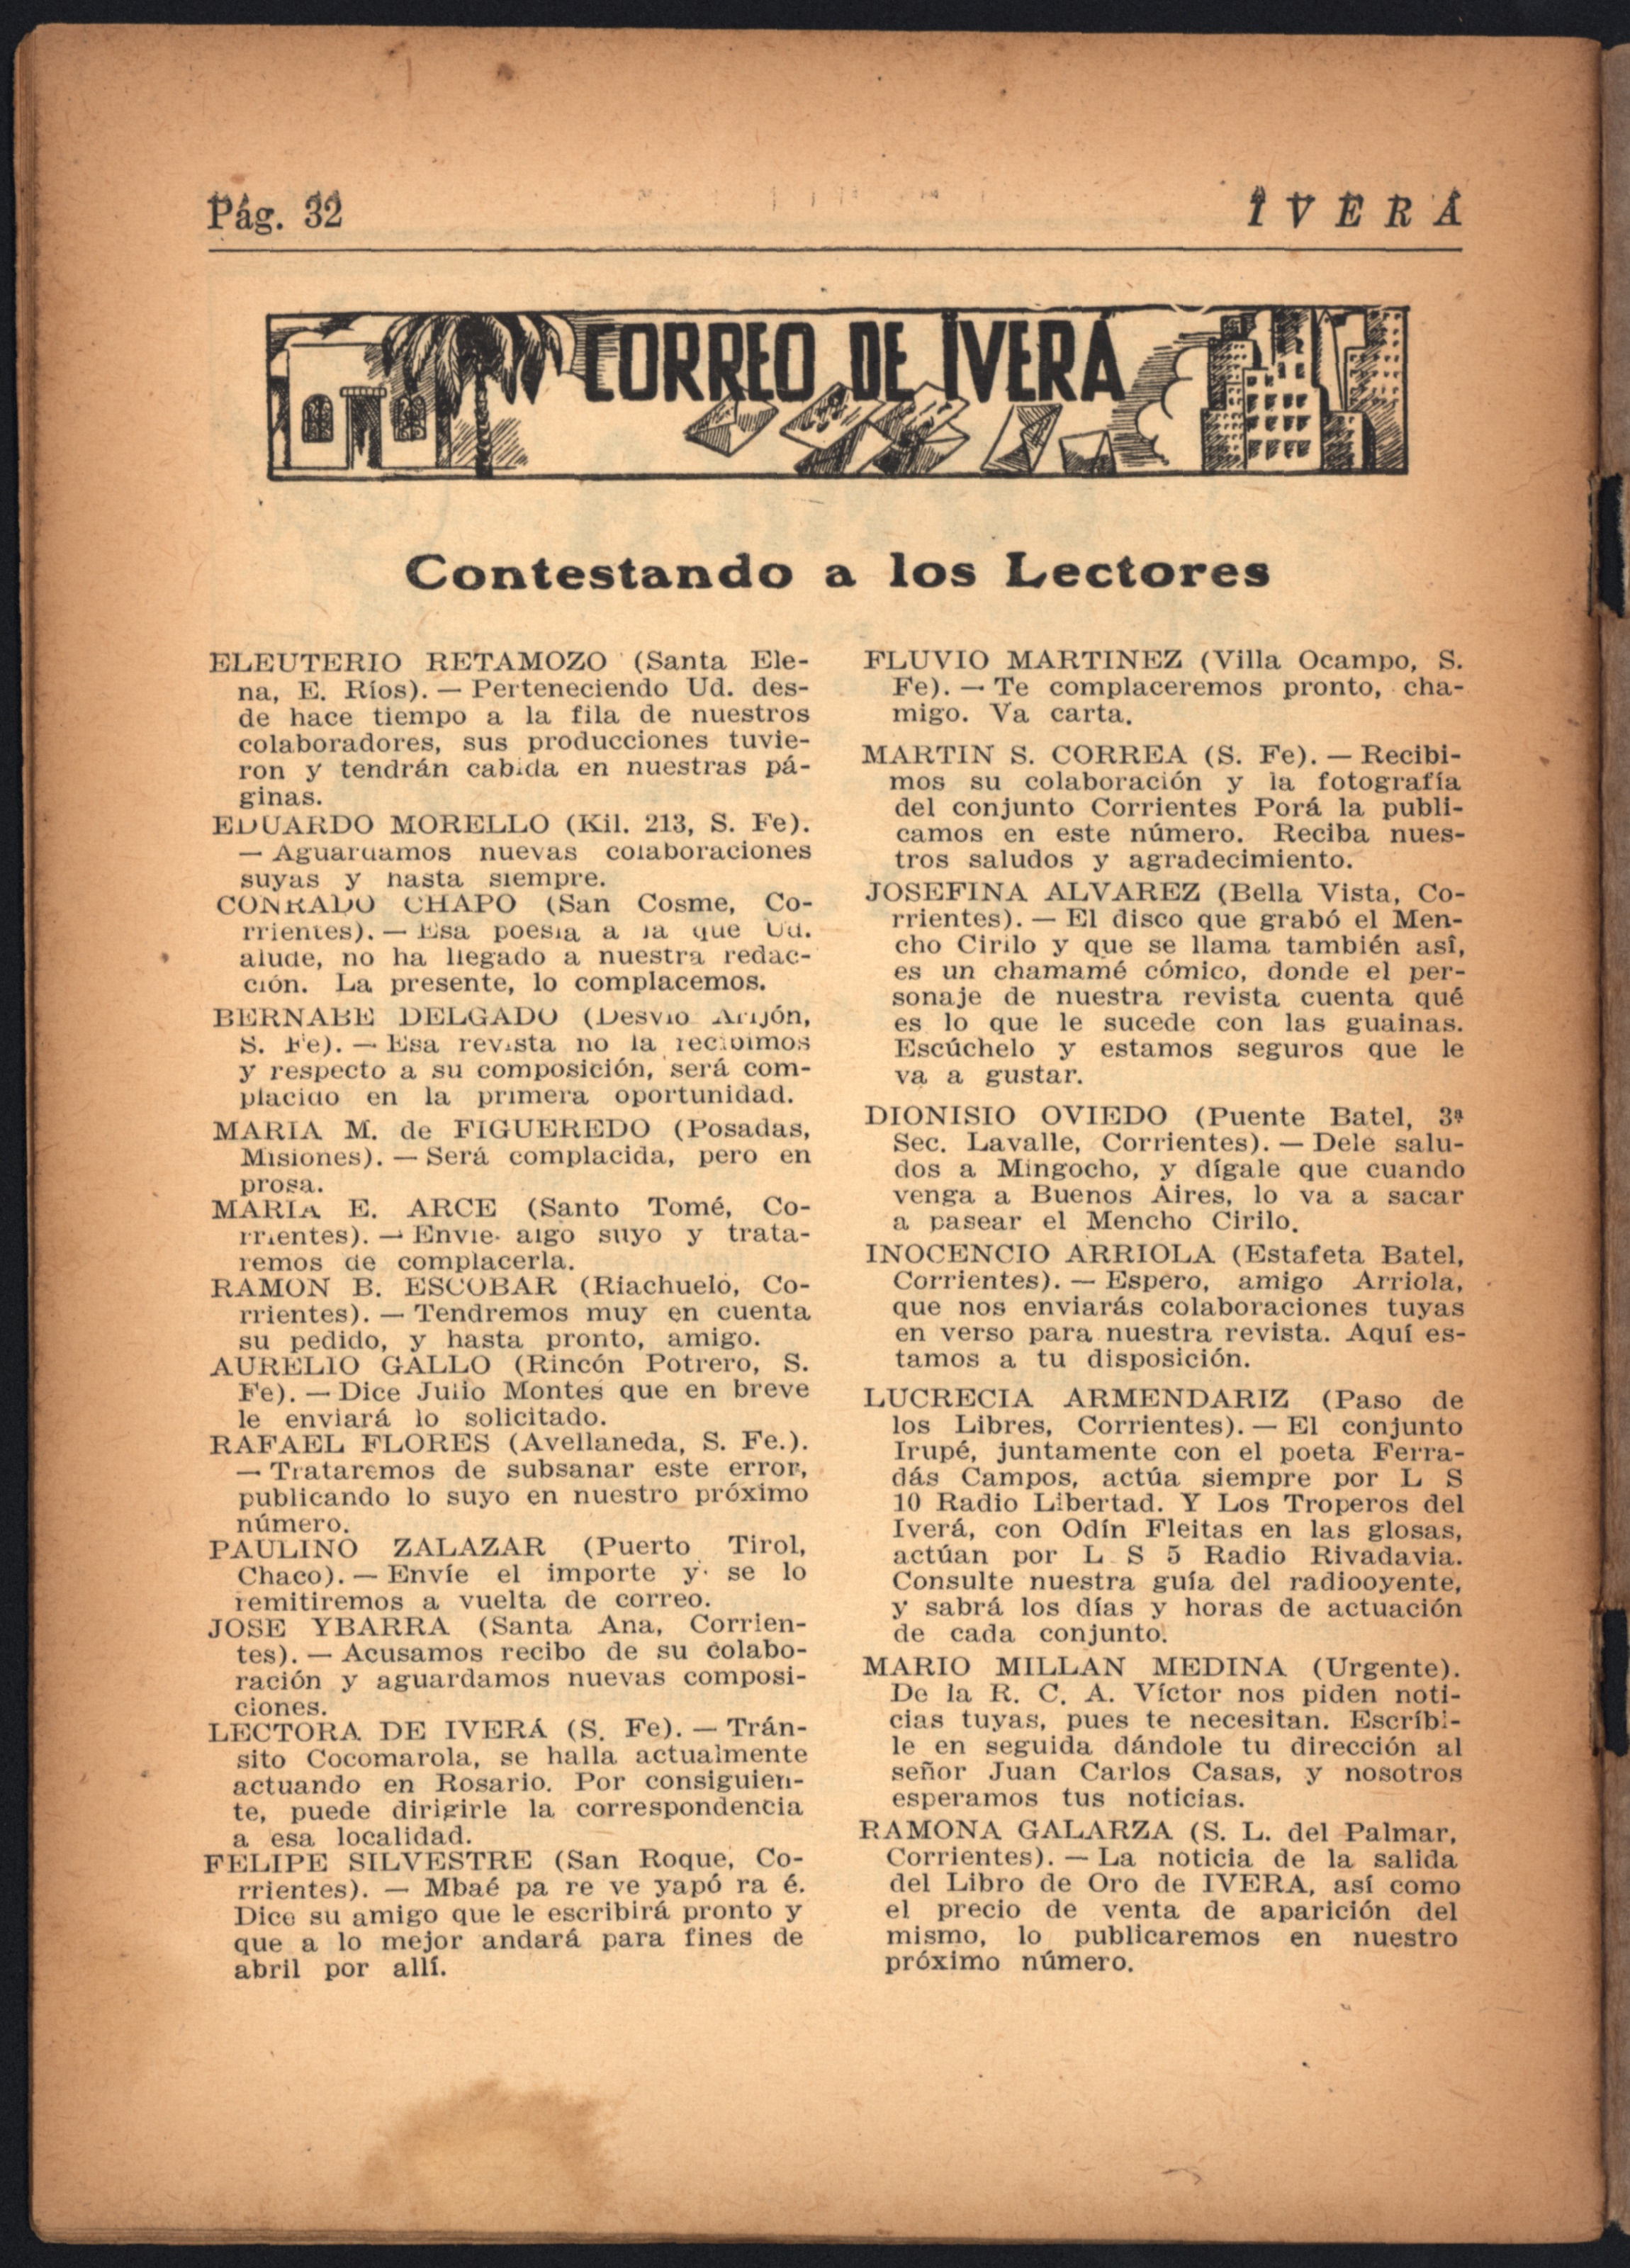 Pág. 32
IVERÁ
CORREO DE IVERÁ
Contestando a los Lectores
ELEUTERIO RETAMOZO (Santa Ele-
na, E. Ríos). — Perteneciendo Ud. des-
de hace tiempo a la fila de nuestros
colaboradores, sus producciones tuvie-
ron y tendrán cabida en nuestras pá-
ginas.
EDUARDO MORELLO (Kil. 213, S. Fe).
— Aguardamos nuevas colaboraciones
suyas y hasta siempre.
CONRADO CHAPO (San Cosme, Co-
rrientes). — Esa poesia a la que Ud.
alude, no ha llegado a nuestra redac-
ción. La presente, lo complacemos.
BERNABE DELGADO (Desvio Arijón,
S. Fe). — Esa revista no la recibimos
y respecto a su composición, será com-
placido en la primera oportunidad.
MARIA M. de FIGUEREDO (Posadas,
Misiones). — Será complacida, pero en
prosa.
MARIA E. ARCE (Santo Tomé, Co-
rrientes). — Envie algo suyo y trata-
remos de complacerla.
RAMON B. ESCOBAR (Riachuelo, Co-
rrientes). — Tendremos muy en cuenta
su pedido, y hasta pronto, amigo.
AURELIO GALLO (Rincón Potrero, S.
Fe). — Dice Julio Montes que en breve
le enviará lo solicitado.
RAFAEL FLORES (Avellaneda, S. Fe.).
— Trataremos de subsanar este error,
publicando lo suyo en nuestro próximo
número.
PAULINO ZALAZAR (Puerto Tirol,
Chaco). — Envíe el importe y se lo
remitiremos a vuelta de correo.
JOSE YBARRA (Santa Ana, Corrien-
tes). — Acusamos recibo de su colabo-
ración y aguardamos nuevas composi-
ciones.
LECTORA DE IVERÁ (S. Fe). — Trán-
sito Cocomarola, se halla actualmente
actuando en Rosario. Por consiguien-
te, puede dirigirle la correspondencia
a esa localidad.
FELIPE SILVESTRE (San Roque, Co-
rrientes). — Mbaé pa re ve yapó ra é.
Dice su amigo que le escribirá pronto y
que a lo mejor andará para fines de
abril por allí.
FLUVIO MARTINEZ (Villa Ocampo, S.
Fe). — Te complaceremos pronto, cha-
migo. Va carta.
MARTIN S. CORREA (S. Fe). — Recibi-
mos su colaboración y la fotografía
del conjunto Corrientes Porá la publi-
camos en este número. Reciba nues-
tros saludos y agradecimiento.
JOSEFINA ALVAREZ (Bella Vista, Co-
rrientes). — El disco que grabó el Men-
cho Cirilo y que se llama también así,
es un chamamé cómico, donde el per-
sonaje de nuestra revista cuenta qué
es lo que le sucede con las guainas.
Escúchelo y estamos seguros que le
va a gustar.
DIONISIO OVIEDO (Puente Batel, 3ª
Sec. Lavalle, Corrientes). — Dele salu-
dos a Mingocho, y dígale que cuando
venga a Buenos Aires, lo va a sacar
a pasear el Mencho Cirilo.
INOCENCIO ARRIOLA (Estafeta Batel,
Corrientes). — Espero, amigo Arriola,
que nos enviarás colaboraciones tuyas
en verso para nuestra revista. Aquí es-
tamos a tu disposición.
LUCRECIA ARMENDARIZ (Paso de
los Libres, Corrientes). — El conjunto
Irupé, juntamente con el poeta Ferra-
dás Campos, actúa siempre por L S
10 Radio Libertad. Y Los Troperos del
Iverá, con Odín Fleitas en las glosas,
actúan por L S 5 Radio Rivadavia.
Consulte nuestra guía del radiooyente,
y sabrá los días y horas de actuación
de cada conjunto.
MARIO MILLAN MEDINA (Urgente).
De la R. C. A. Víctor nos piden noti-
cias tuyas, pues te necesitan. Escríbi-
le en seguida dándole tu dirección al
señor Juan Carlos Casas, y nosotros
esperamos tus noticias.
RAMONA GALARZA (S. L. del Palmar,
Corrientes). — La noticia de la salida
del Libro de Oro de IVERA, así como
el precio de venta de aparición del
mismo, lo publicaremos en nuestro
próximo número.